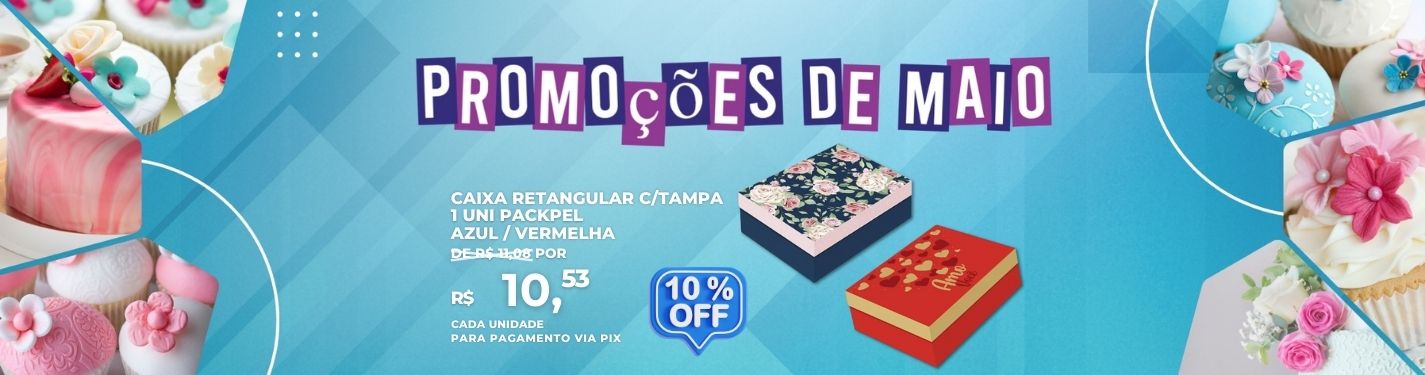 PROMOÇÕES DE MAIO
CAIXA RETANGULAR C/TAMPA
1 UNI PACKPEL
AZUL / VERMELHA
DE R$ 11,08 POR
R$ 10,53
CADA UNIDADE
PARA PAGAMENTO VIA PIX
10 %
OFF
Amo
Você